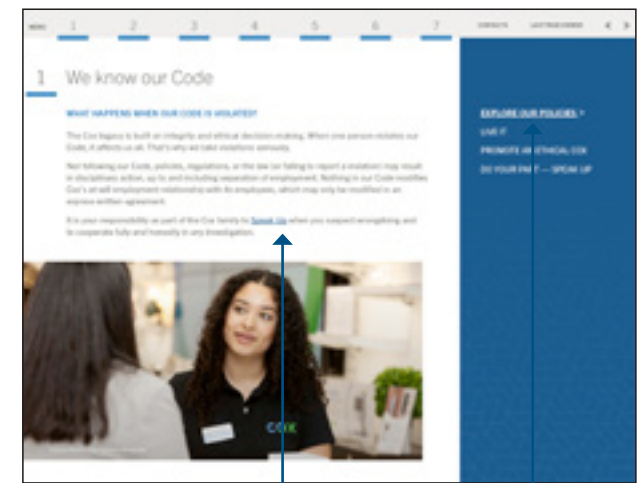 MENU 1 2 3 4 5 6 7 CONTACTS LAST PAGE VIEWED < >
1 We know our Code
WHAT HAPPENS WHEN OUR CODE IS VIOLATED?
The Cox legacy is built on integrity and ethical decision-making. When one person violates our
Code, it affects us all. That's why we take violations seriously.
Not following our Code, policies, regulations, or the law (or failing to report a violation) may result
in disciplinary action, up to and including separation of employment. Nothing in our Code modifies
Cox's at-will employment relationship with its employees, which may only be modified in an
express written agreement.
It is your responsibility as part of the Cox family to Speak Up when you suspect wrongdoing and
to cooperate fully and honestly in any investigation.
EXPLORE OUR POLICIES >
LIVE IT
PROMOTE AN ETHICAL COX
DO YOUR PART — SPEAK UP
COX